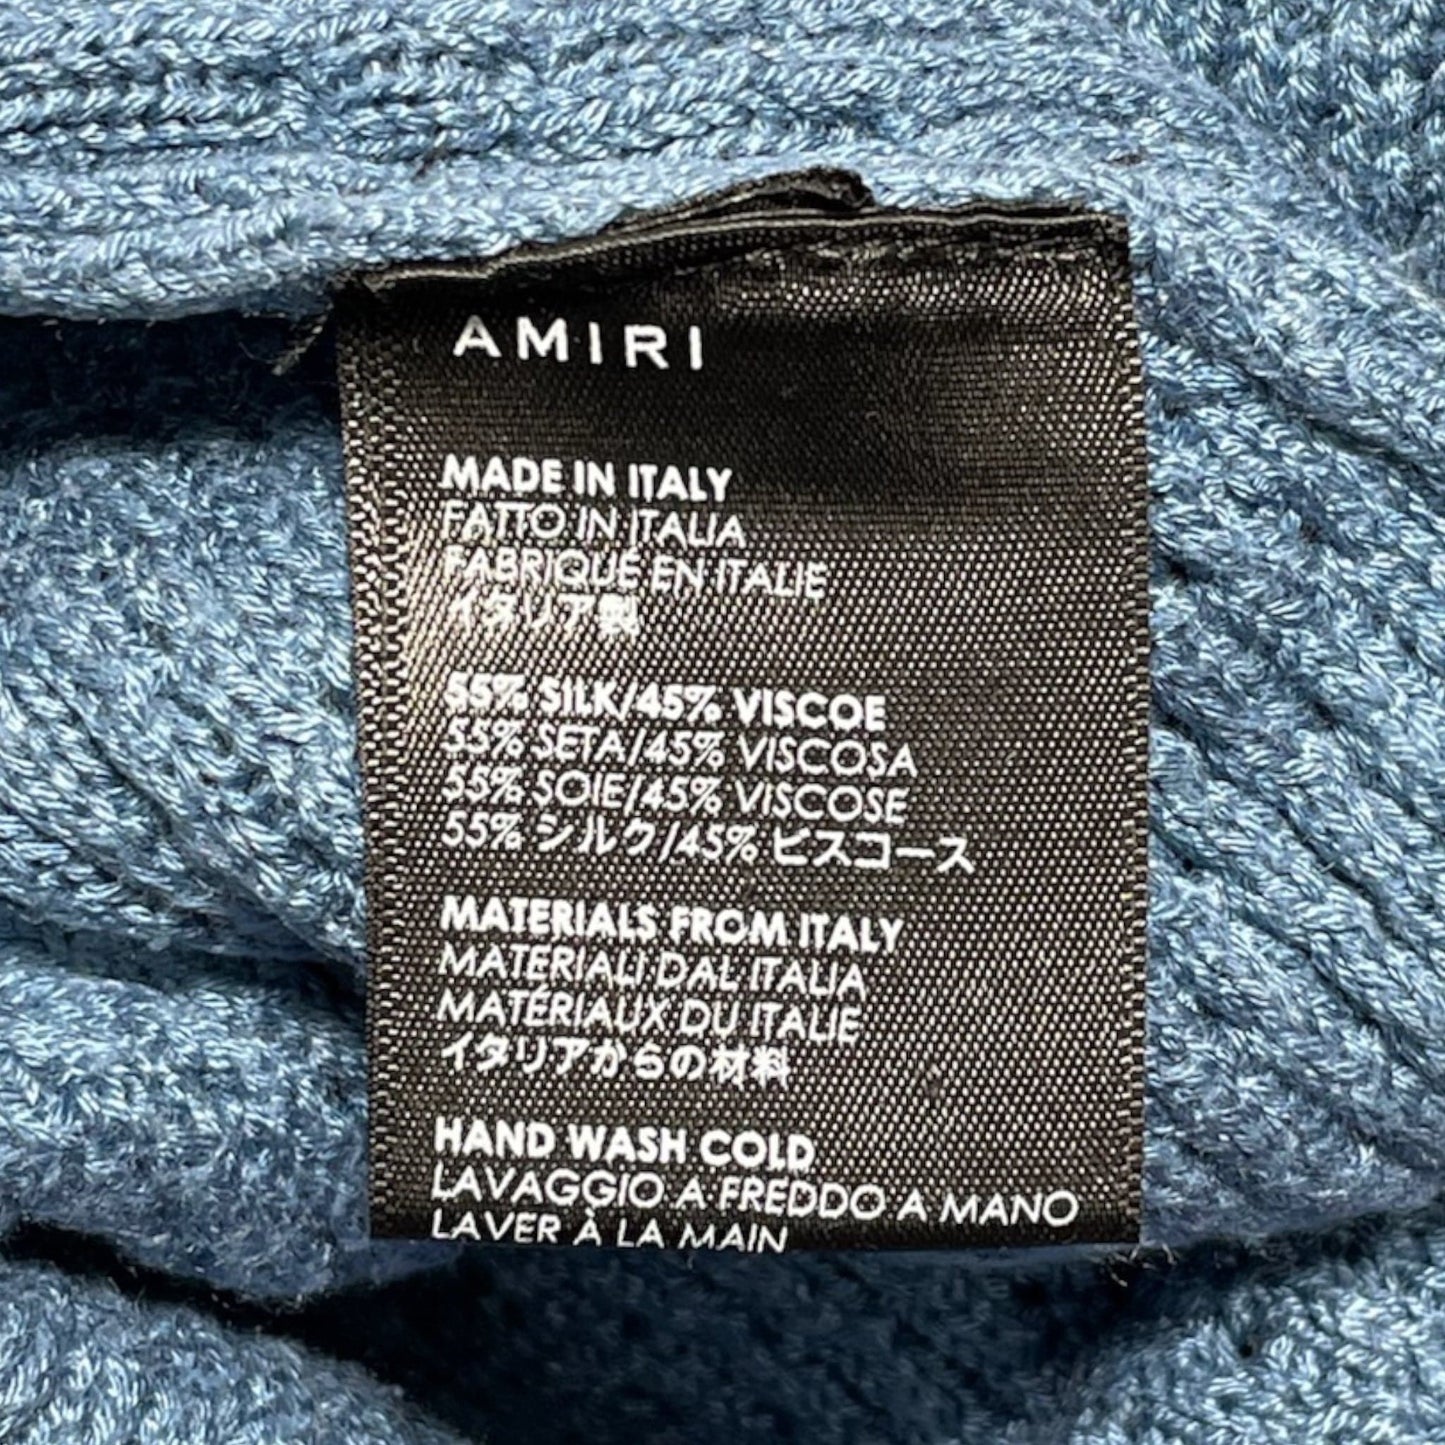 AMIRI
MADE IN ITALY
FATTO IN ITALIA
FABRIQUÉ EN ITALIE
イタリア製
55% SILK/45% VISCOE
55% SETA/45% VISCOSA
55% SOIE/45% VISCOSE
55% シルク/45% ビスコース
MATERIALS FROM ITALY
MATERIALI DAL ITALIA
MATÉRIAUX DU ITALIE
イタリアからの材料
HAND WASH COLD
LAVAGGIO A FREDDO A MANO
LAVER À LA MAIN